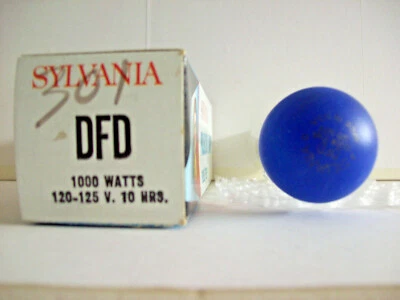 SYLVANIA
301
DFD
1000 WATTS
120-125 V. 10 HRS.